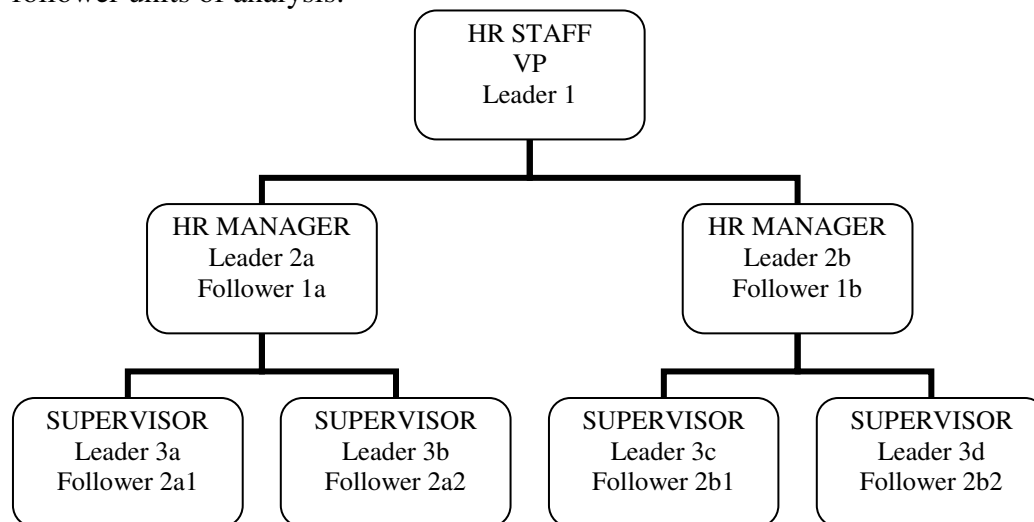 follower units of analysis.
HR STAFF
VP
Leader 1
HR MANAGER
Leader 2a
Follower 1a
HR MANAGER
Leader 2b
Follower 1b
SUPERVISOR
Leader 3a
Follower 2a1
SUPERVISOR
Leader 3b
Follower 2a2
SUPERVISOR
Leader 3c
Follower 2b1
SUPERVISOR
Leader 3d
Follower 2b2